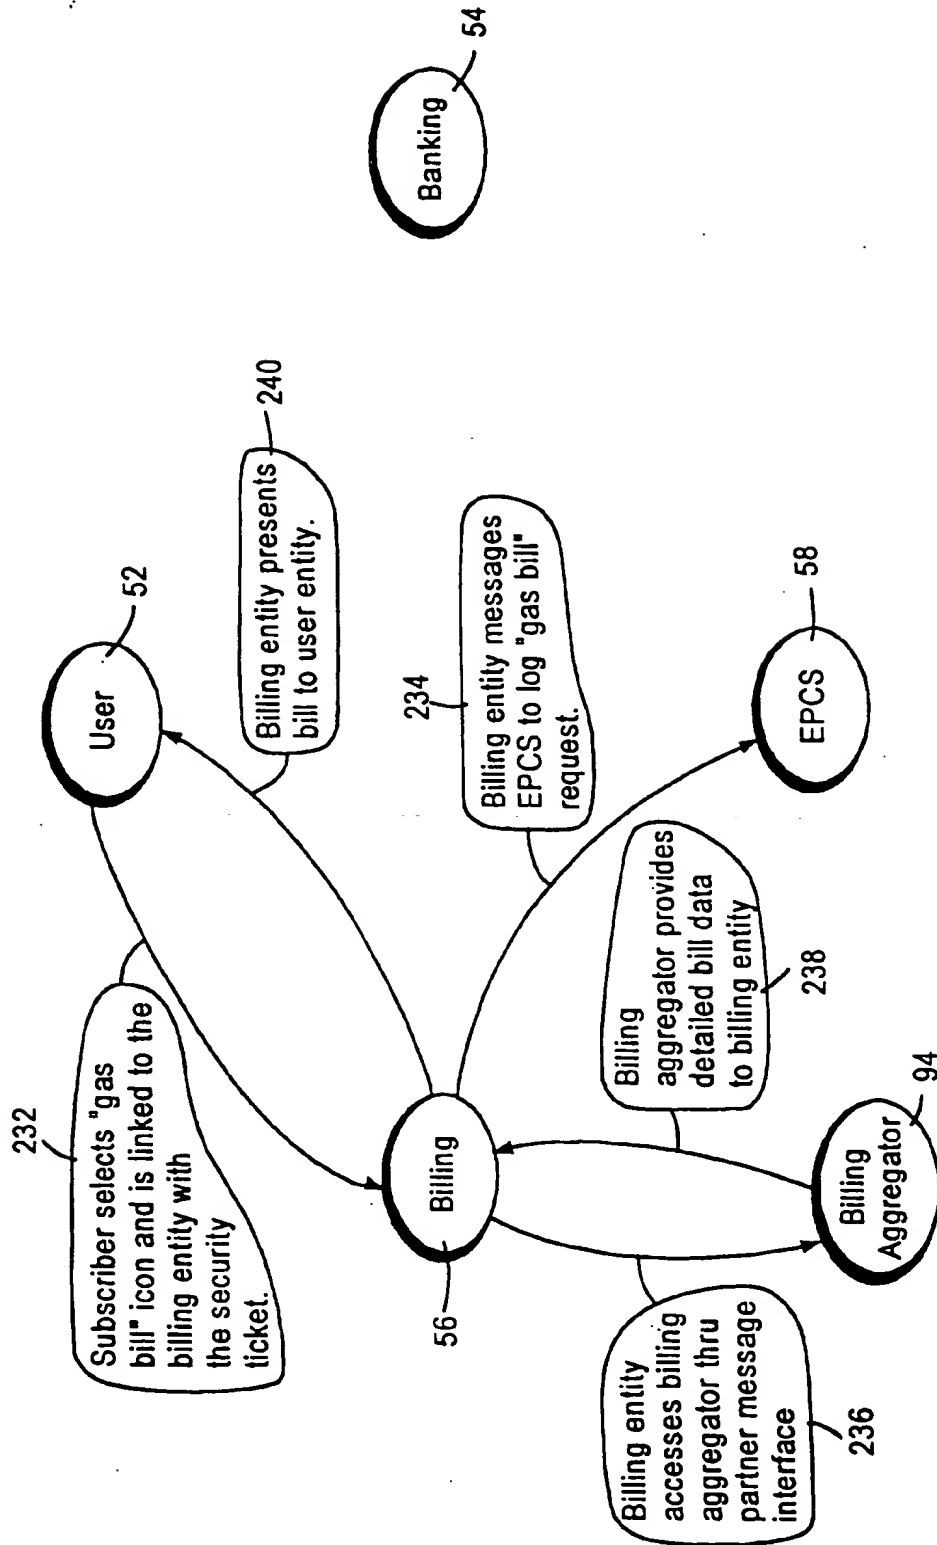 232
Subscriber selects "gas
bill" icon and is linked to the
billing entity with
the security
ticket.
User
52
Billing entity presents
bill to user entity.
240
Banking
54
Billing
56
234
Billing entity messages
EPCS to log "gas bill"
request.
Billing entity
accesses billing
aggregator thru
partner message
interface
236
Billing
aggregator provides
detailed bill data
to billing entity
238
Billing
Aggregator
94
EPCS
58